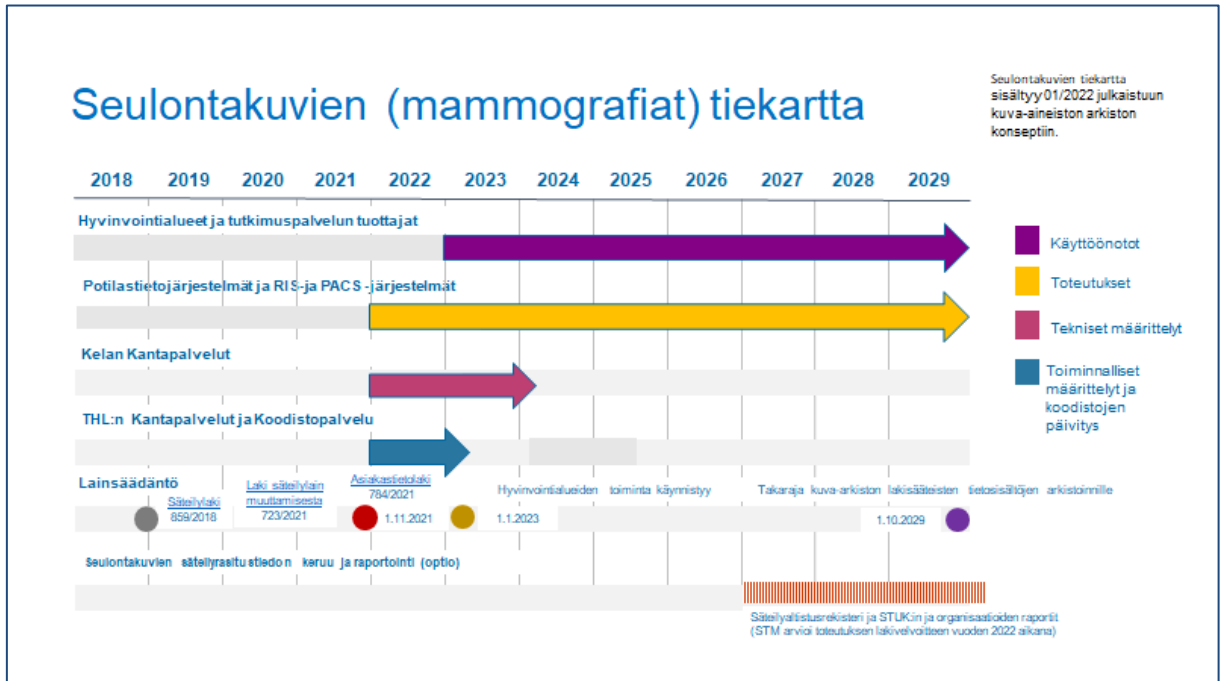 Seulontakuvien (mammografiat) tiekartta
Seulontakuvien tiekartta
sisältyy 01/2022 julkaistuun
kuva-aineiston arkiston
konseptiin.
2018 2019 2020 2021 2022 2023 2024 2025 2026 2027 2028 2029
Hyvinvointialueet ja tutkimuspalvelun tuottajat
Potilastietojärjestelmät ja RIS-ja PACS -järjestelmät
Kelan Kantapalvelut
THL:n Kantapalvelut ja Koodistopalvelu
Käyttöönotot
Toteutukset
Tekniset määrittelyt
Toiminnalliset
määrittelyt ja
koodistojen
päivitys
Lainsäädäntö
Säteilylaki
859/2018
Laki säteilylain
muuttamisesta
723/2021
Asiakastietolaki
784/2021
1.11.2021
Hyvinvointialueiden toiminta käynnistyy
1.1.2023
Takaraja kuva-arkiston lakisääteisten tietosisältöjen arkistoinnille
1.10.2029
Seulontakuvien säteilyrasitustiedon keruu ja raportointi (optio)
Säteilyaltistusrekisteri ja STUK:in ja organisaatioiden raportit
(STM arvioi toteutuksen lakivelvoitteen vuoden 2022 aikana)